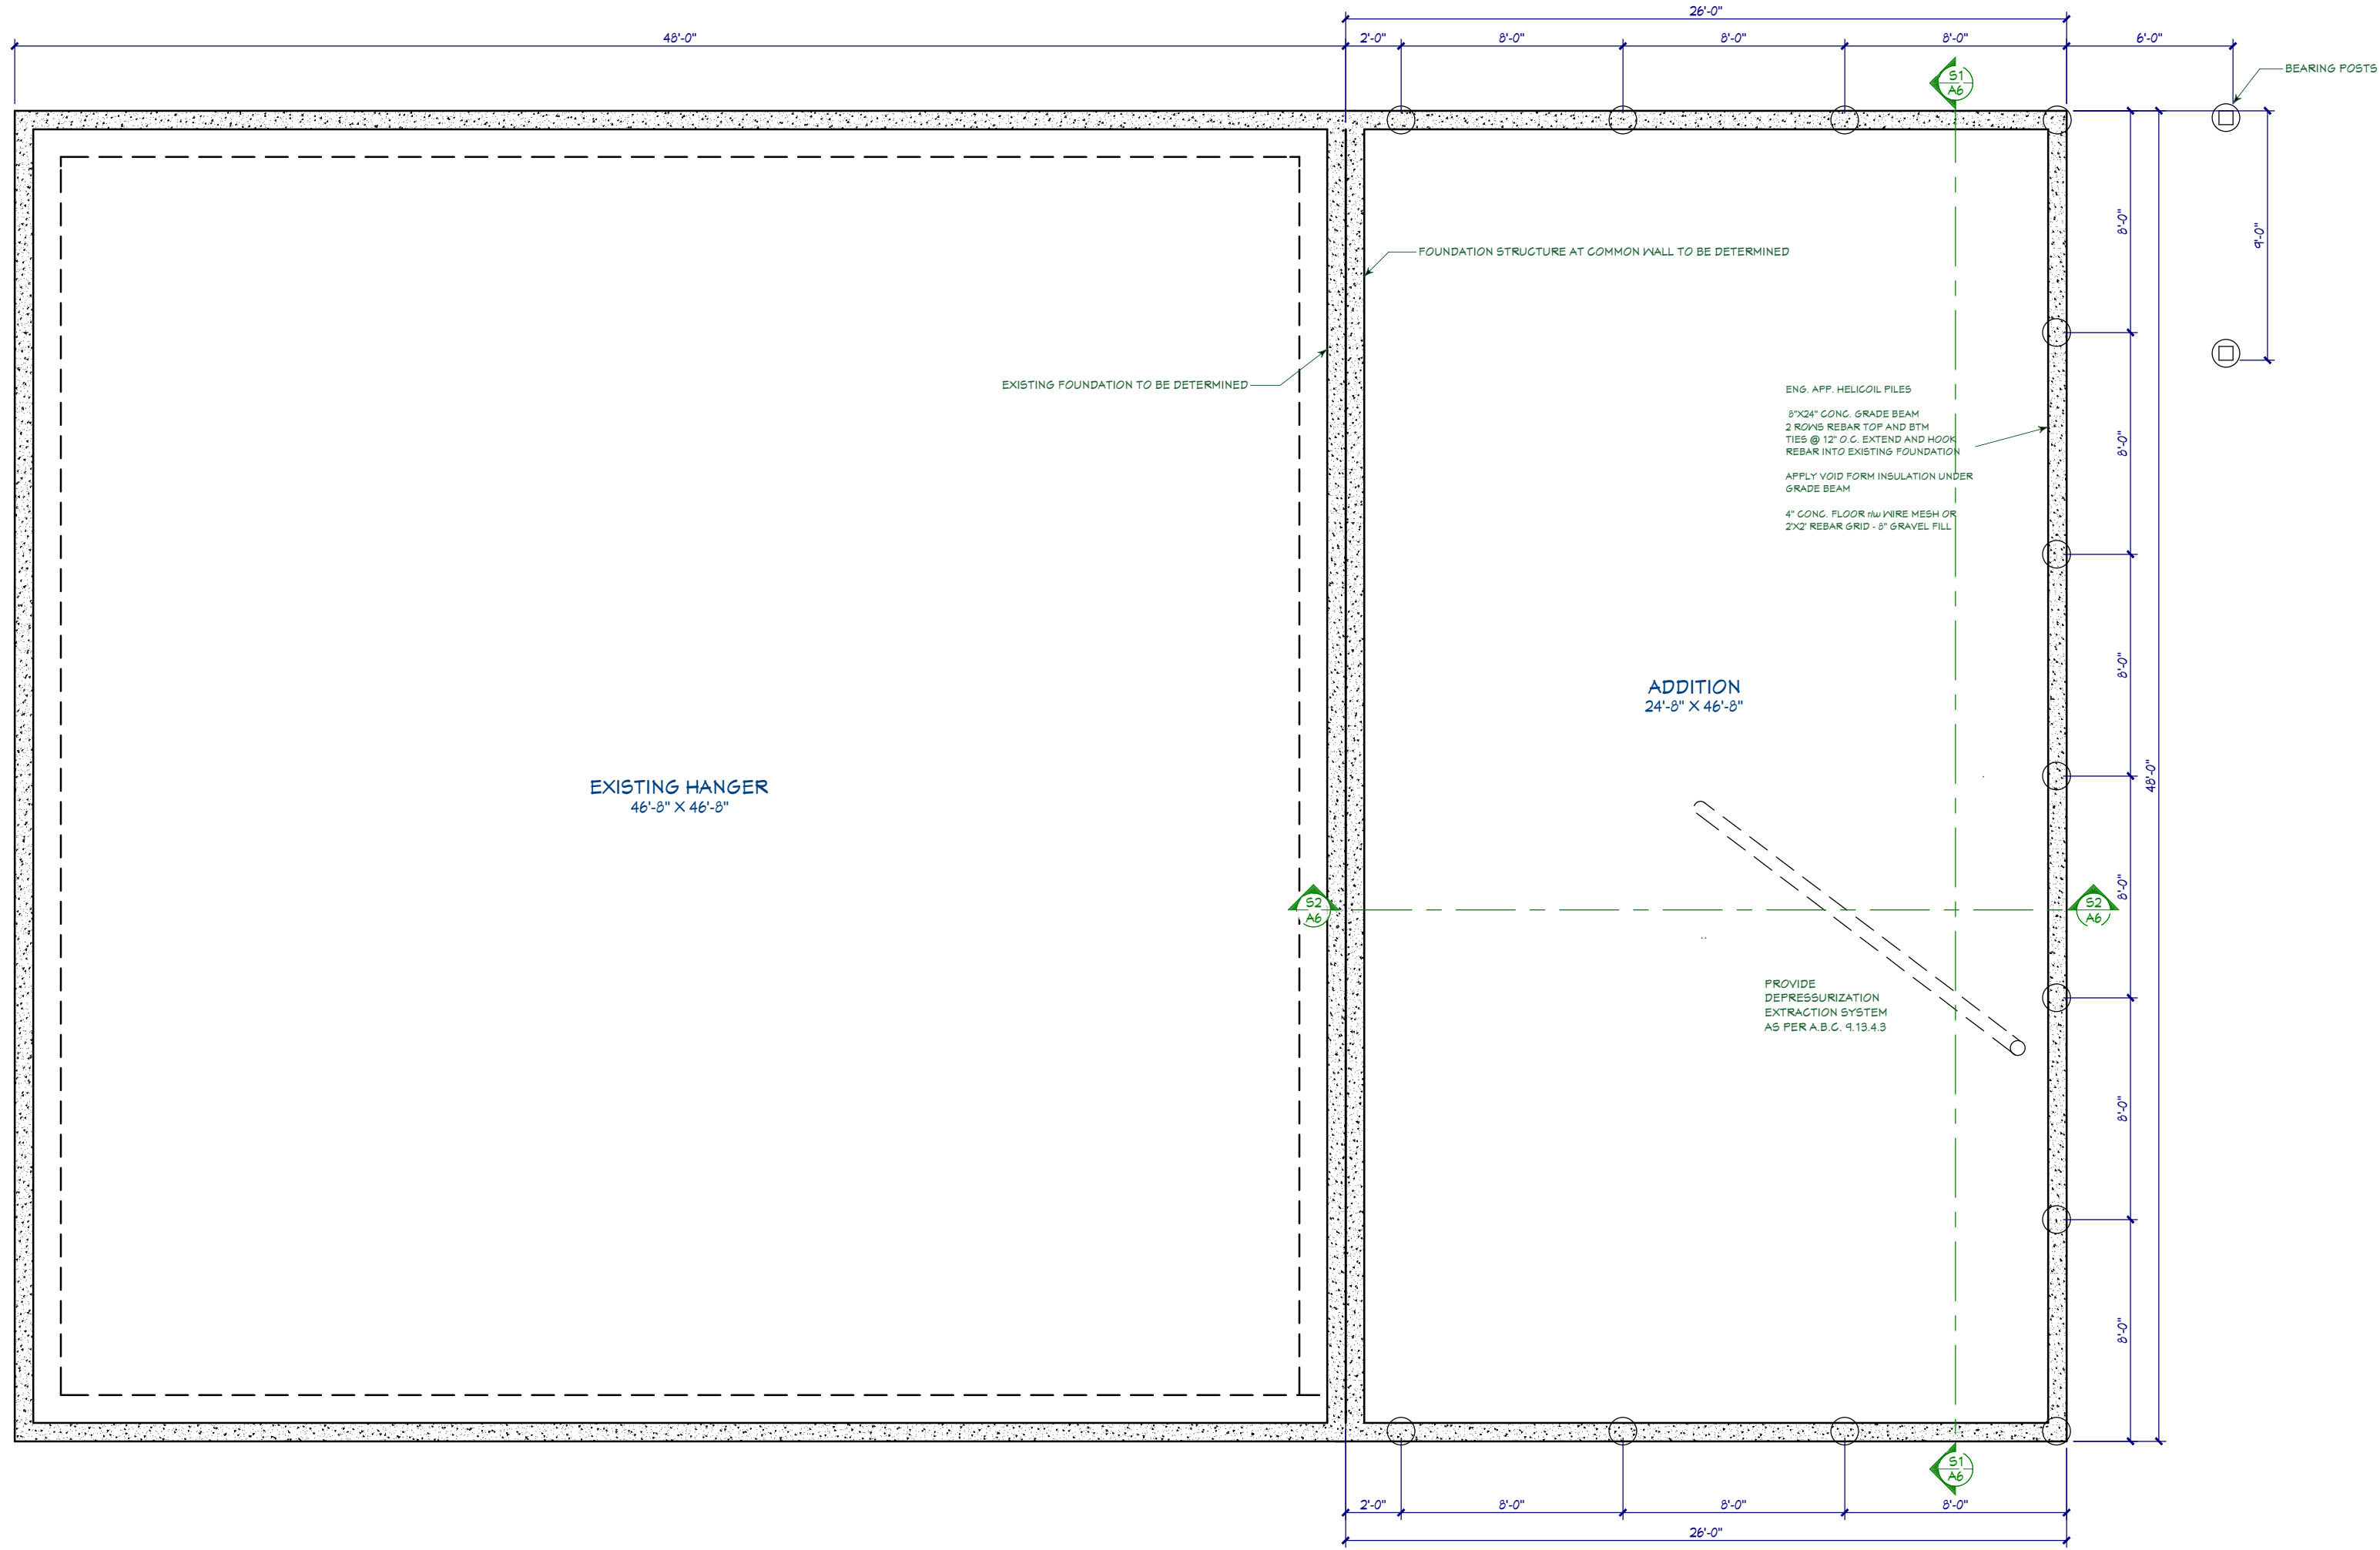 26'-0"
48'-0"
2'-0"
8'-0"
8'-0"
8'-0"
6'-0"
BEARING POSTS
S1
A6
8'-0"
9'-0"
FOUNDATION STRUCTURE AT COMMON WALL TO BE DETERMINED
EXISTING FOUNDATION TO BE DETERMINED
ENG. APP. HELICOIL PILES
8"X24" CONC. GRADE BEAM
2 ROWS REBAR TOP AND BTM
TIES @ 12" O.C. EXTEND AND HOOK
REBAR INTO EXISTING FOUNDATION
APPLY VOID FORM INSULATION UNDER
GRADE BEAM
4" CONC. FLOOR r/w WIRE MESH OR
2'X2' REBAR GRID - 8" GRAVEL FILL
8'-0"
8'-0"
ADDITION
24'-8" X 46'-8"
EXISTING HANGER
46'-8" X 46'-8"
48'-0"
8'-0"
S2
A6
S2
A6
PROVIDE
DEPRESSURIZATION
EXTRACTION SYSTEM
AS PER A.B.C. 9.13.4.3
8'-0"
8'-0"
S1
A6
2'-0"
8'-0"
8'-0"
8'-0"
26'-0"